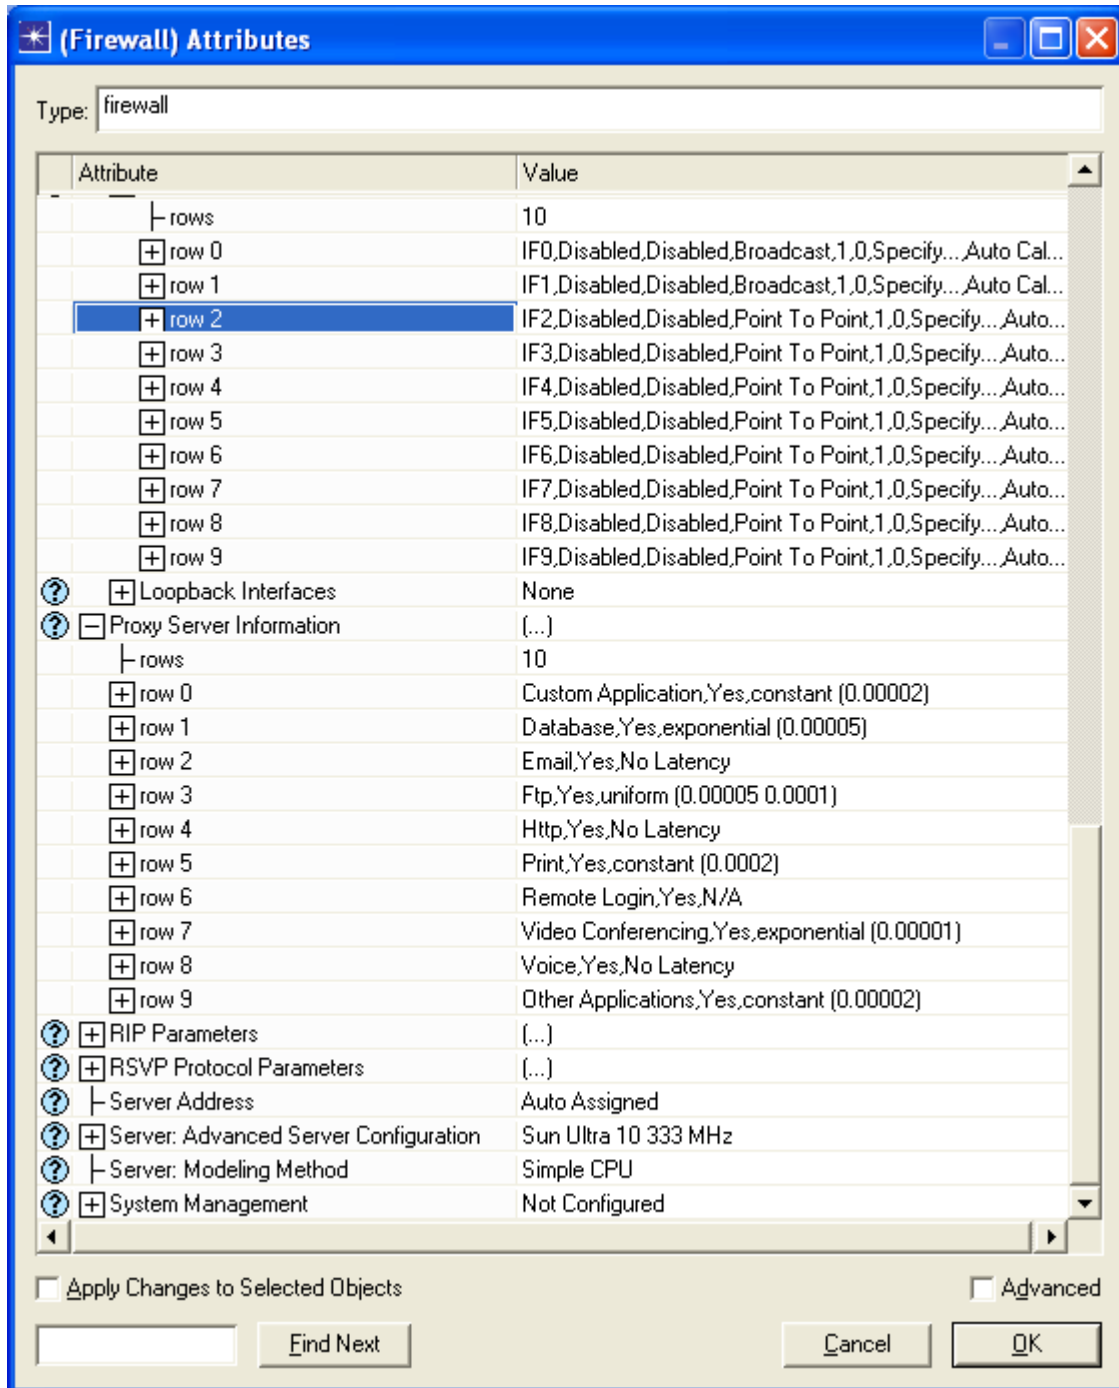 (Firewall) Attributes
Type: firewall
Attribute Value
rows 10
row 0 IF0,Disabled,Disabled,Broadcast,1,0,Specify...,Auto Cal...
row 1 IF1,Disabled,Disabled,Broadcast,1,0,Specify...,Auto Cal...
row 2 IF2,Disabled,Disabled,Point To Point,1,0,Specify...,Auto...
row 3 IF3,Disabled,Disabled,Point To Point,1,0,Specify...,Auto...
row 4 IF4,Disabled,Disabled,Point To Point,1,0,Specify...,Auto...
row 5 IF5,Disabled,Disabled,Point To Point,1,0,Specify...,Auto...
row 6 IF6,Disabled,Disabled,Point To Point,1,0,Specify...,Auto...
row 7 IF7,Disabled,Disabled,Point To Point,1,0,Specify...,Auto...
row 8 IF8,Disabled,Disabled,Point To Point,1,0,Specify...,Auto...
row 9 IF9,Disabled,Disabled,Point To Point,1,0,Specify...,Auto...
Loopback Interfaces None
Proxy Server Information (...)
rows 10
row 0 Custom Application,Yes,constant (0.00002)
row 1 Database,Yes,exponential (0.00005)
row 2 Email,Yes,No Latency
row 3 Ftp,Yes,uniform (0.00005 0.0001)
row 4 Http,Yes,No Latency
row 5 Print,Yes,constant (0.0002)
row 6 Remote Login,Yes,N/A
row 7 Video Conferencing,Yes,exponential (0.00001)
row 8 Voice,Yes,No Latency
row 9 Other Applications,Yes,constant (0.00002)
RIP Parameters (...)
RSVP Protocol Parameters (...)
Server Address Auto Assigned
Server: Advanced Server Configuration Sun Ultra 10 333 MHz
Server: Modeling Method Simple CPU
System Management Not Configured
Apply Changes to Selected Objects Advanced
Find Next Cancel OK